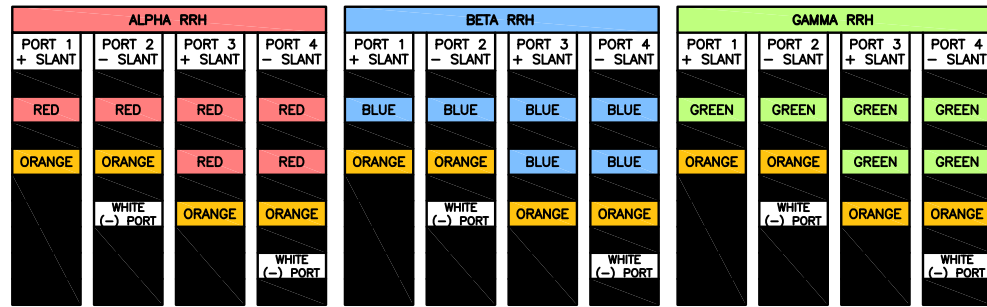 ALPHA RRH
PORT 1 PORT 2 PORT 3 PORT 4
+ SLANT – SLANT + SLANT – SLANT
RED RED RED RED
ORANGE ORANGE RED RED
WHITE ORANGE ORANGE
(–) PORT
WHITE
(–) PORT
BETA RRH
PORT 1 PORT 2 PORT 3 PORT 4
+ SLANT – SLANT + SLANT – SLANT
BLUE BLUE BLUE BLUE
ORANGE ORANGE BLUE BLUE
WHITE ORANGE ORANGE
(–) PORT
WHITE
(–) PORT
GAMMA RRH
PORT 1 PORT 2 PORT 3 PORT 4
+ SLANT – SLANT + SLANT – SLANT
GREEN GREEN GREEN GREEN
ORANGE ORANGE GREEN GREEN
WHITE ORANGE ORANGE
(–) PORT
WHITE
(–) PORT